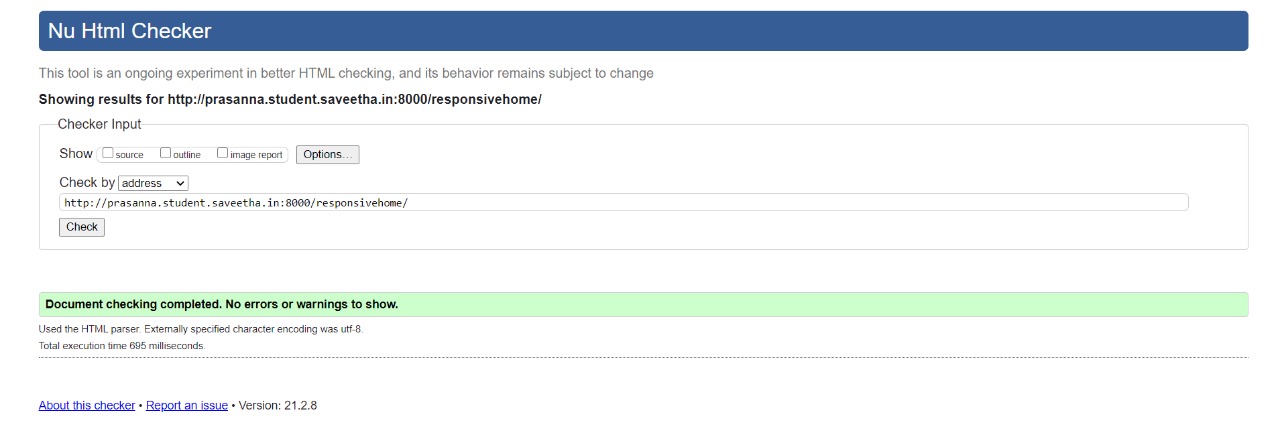 Nu Html Checker
This tool is an ongoing experiment in better HTML checking, and its behavior remains subject to change
Showing results for http://prasanna.student.saveetha.in:8000/responsivehome/
Checker Input
Show source outline image report Options...
Check by address
http://prasanna.student.saveetha.in:8000/responsivehome/
Check
Document checking completed. No errors or warnings to show.
Used the HTML parser. Externally specified character encoding was utf-8.
Total execution time 695 milliseconds.
About this checker • Report an issue • Version: 21.2.8